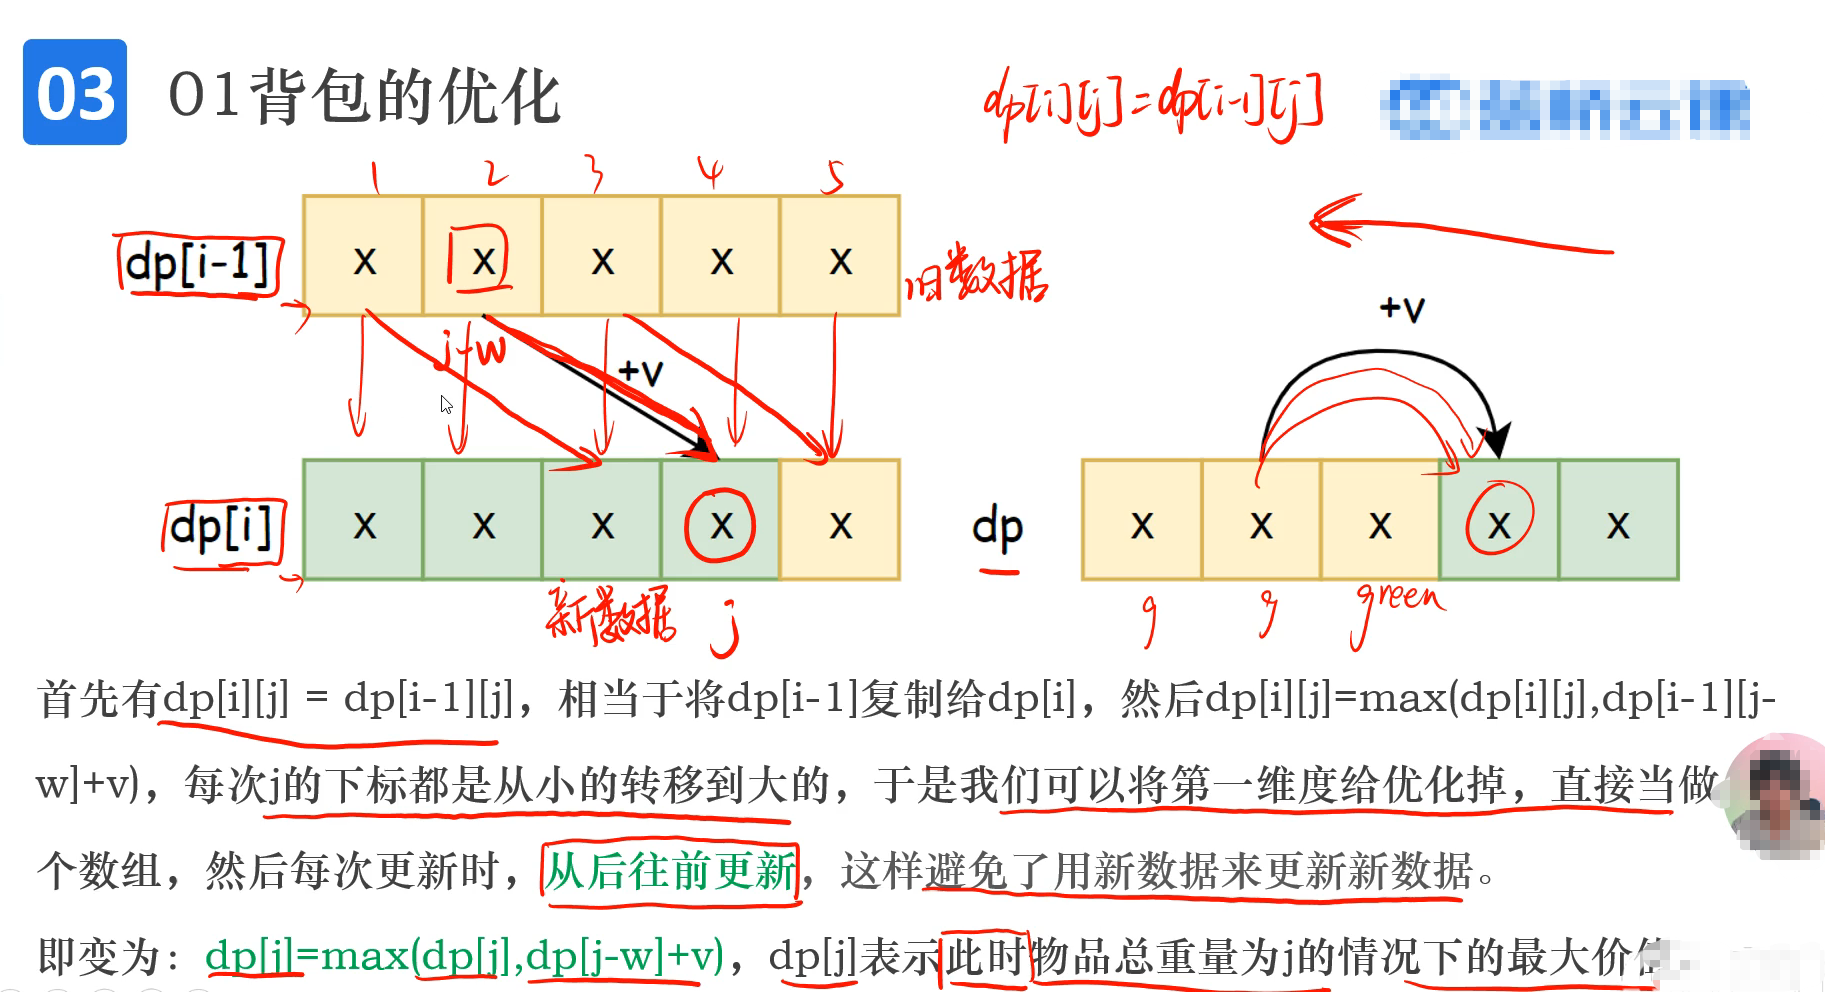 03 01背包的优化
dp[i][j]=dp[i-1][j]
1 2 3 4 5
dp[i-1] x x x x x 旧数据
+v
j-w +v
dp[i] x x x x x
dp x x x x x
新数据 j
g g green
首先有dp[i][j] = dp[i-1][j]，相当于将dp[i-1]复制给dp[i]，然后dp[i][j]=max(dp[i][j],dp[i-1][j-
w]+v)，每次j的下标都是从小的转移到大的，于是我们可以将第一维度给优化掉，直接当做
个数组，然后每次更新时，从后往前更新，这样避免了用新数据来更新新数据。
即变为：dp[j]=max(dp[j],dp[j-w]+v)，dp[j]表示此时物品总重量为j的情况下的最大价值